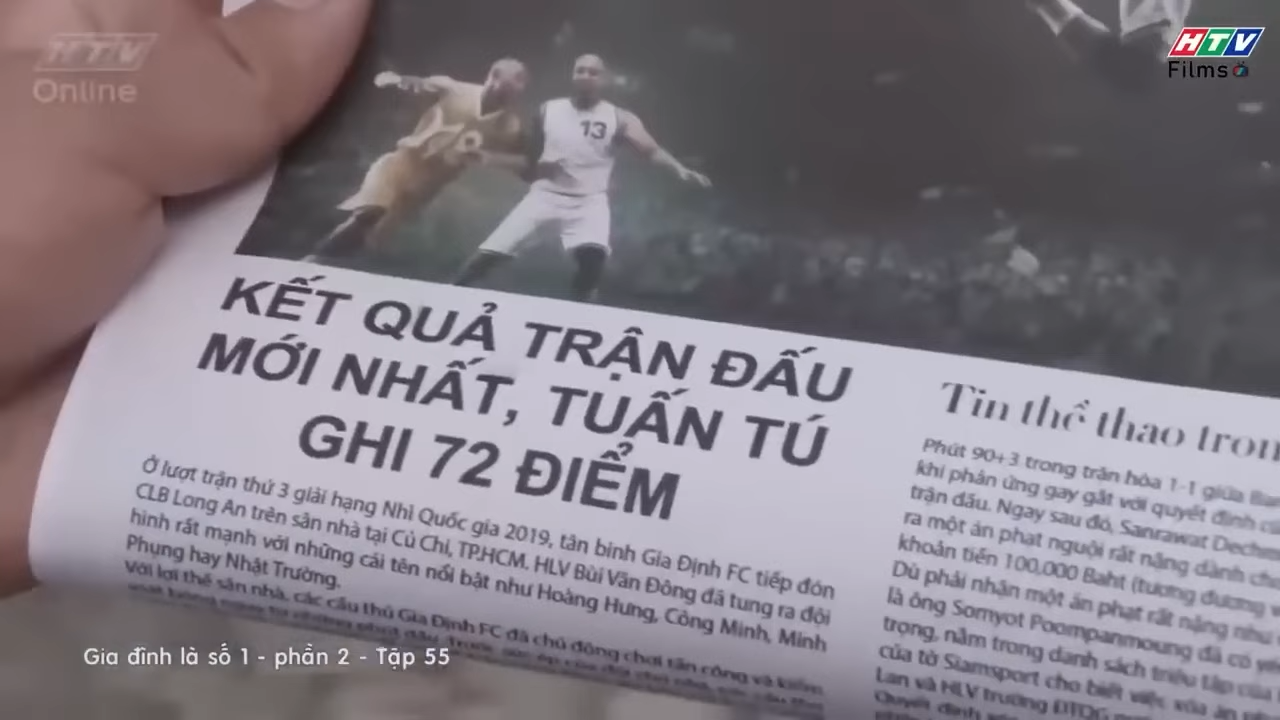 HTV
Online
HTV
Films
13
KẾT QUẢ TRẬN ĐẤU
MỚI NHẤT, TUẤN TÚ
GHI 72 ĐIỂM
Ở lượt trận thứ 3 giải hạng Nhì Quốc gia 2019, tân binh Gia Định FC tiếp đón
CLB Long An trên sân nhà tại Củ Chi, TP.HCM. HLV Bùi Văn Đông đã tung ra đội
hình rất mạnh với những cái tên nổi bật như Hoàng Hưng, Công Minh, Minh
Phụng hay Nhật Trường.
Với lợi thế sân nhà, các cầu thủ Gia Định FC đã chủ động chơi tấn công và kiểm
Tin thể thao tron
Phút 90+3 trong trận hòa 1-1 giữa
khi phản ứng gay gắt với quyết định
trận đấu. Ngay sau đó, Sanrawat
ra một án phạt nguội rất nặng dành
khoản tiền 100,000 Baht (tương đương
Dù phải nhận một án phạt rất nặng như
là ông Somyot Poompanmoung đã có
trọng, nằm trong danh sách triệu tập của
của tờ Siamsport cho biết việc xóa án
Lan và HLV trưởng
Quyết định
Gia đình là số 1 - phần 2 - Tập 55